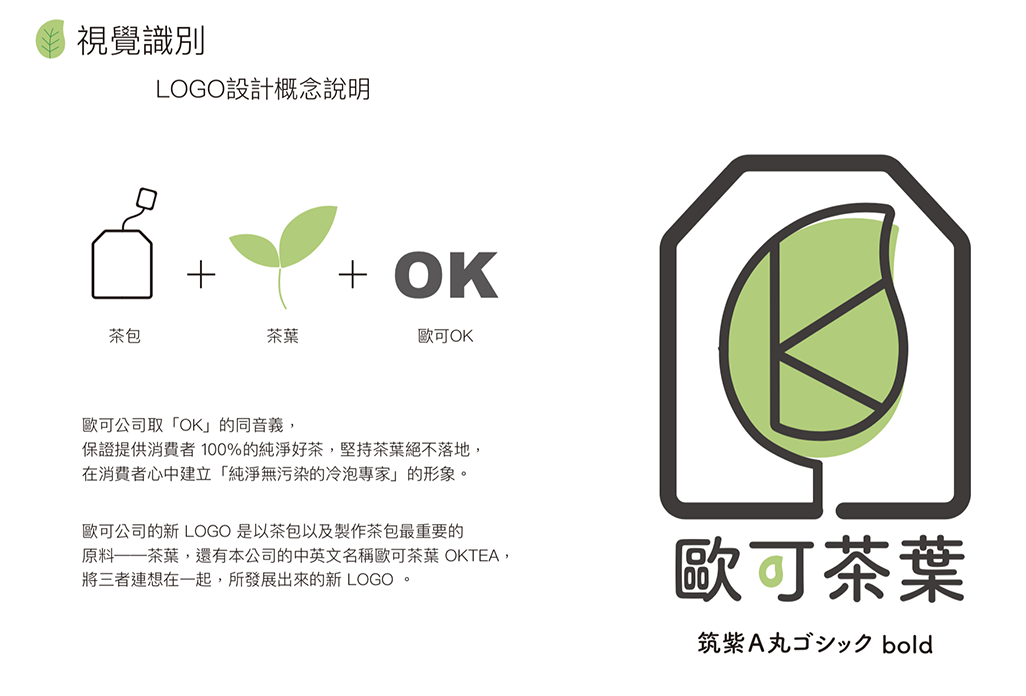 視覺識別
LOGO設計概念說明
+ + OK
茶包 茶葉 歐可OK
歐可公司取「OK」的同音義，
保證提供消費者 100%的純淨好茶，堅持茶葉絕不落地，
在消費者心中建立「純淨無污染的冷泡專家」的形象。
歐可公司的新 LOGO 是以茶包以及製作茶包最重要的
原料——茶葉，還有本公司的中英文名稱歐可茶葉 OKTEA，
將三者連想在一起，所發展出來的新 LOGO 。
歐可茶葉
筑紫A丸ゴシック bold